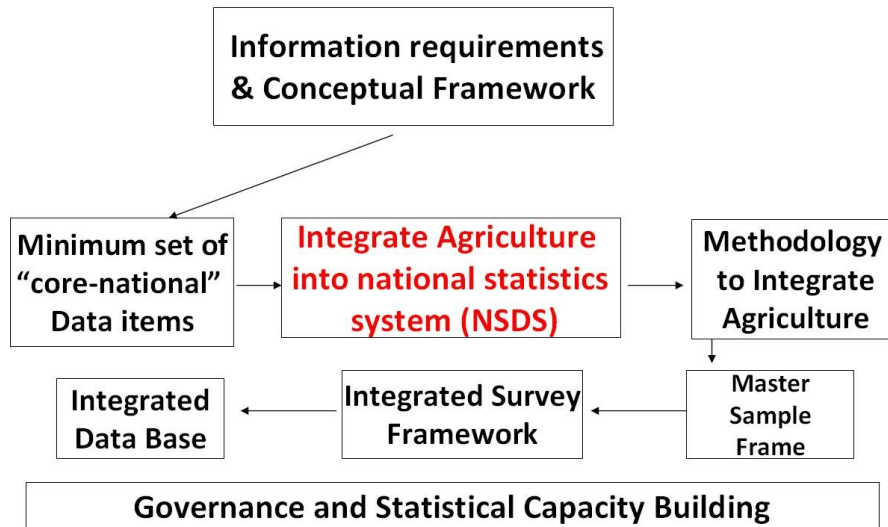 Information requirements
& Conceptual Framework
Minimum set of
“core-national”
Data items
Integrate Agriculture
into national statistics
system (NSDS)
Methodology
to Integrate
Agriculture
Master
Sample
Frame
Integrated Survey
Framework
Integrated
Data Base
Governance and Statistical Capacity Building